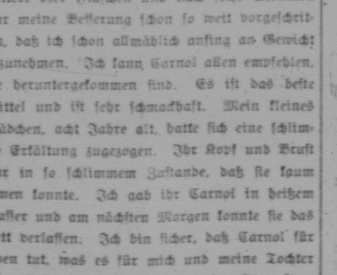 r meine Besserung schon so weit vorgeschrit-
, daß ich schon allmählich anfing an Gewicht
zunehmen. Ich kann Carnol allen empfehlen,
e heruntergekommen sind. Es ist das beste
ittel und ist sehr schmackhaft. Mein kleines
ädchen, acht Jahre alt, hatte sich eine schlim-
e Erkältung zugezogen. Ihr Kopf und Brust
ar in so schlimmem Zustande, daß sie kaum
men konnte. Ich gab ihr Carnol in heißem
asser und am nächsten Morgen konnte sie das
ett verlassen. Ich bin sicher, daß Carnol für
en tut, was es für mich und meine Tochter